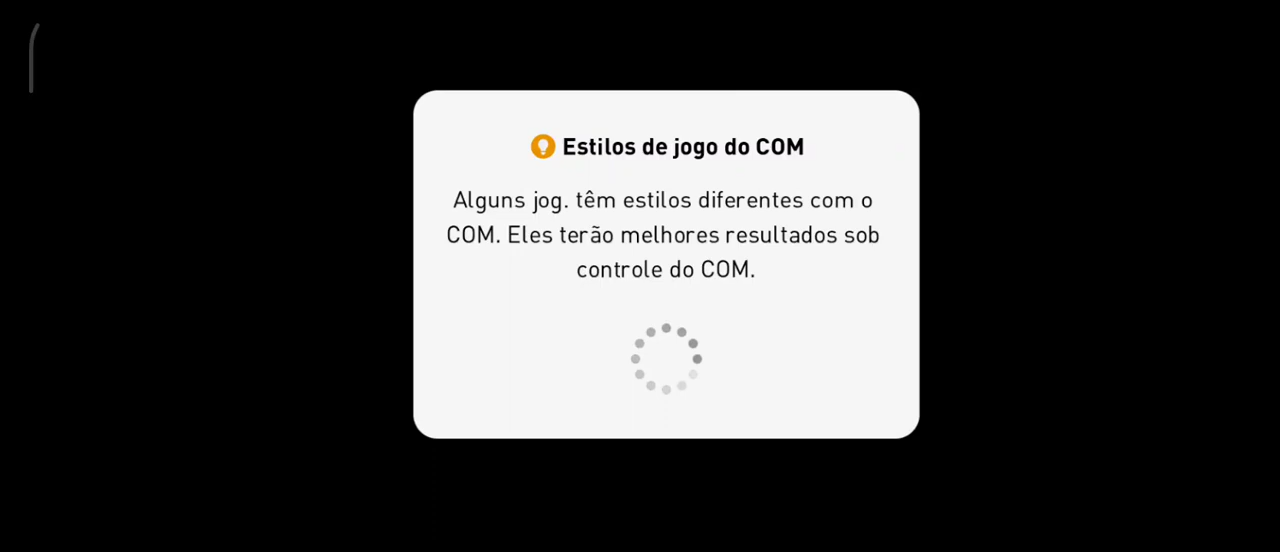 Estilos de jogo do COM
Alguns jog. têm estilos diferentes com o
COM. Eles terão melhores resultados sob
controle do COM.